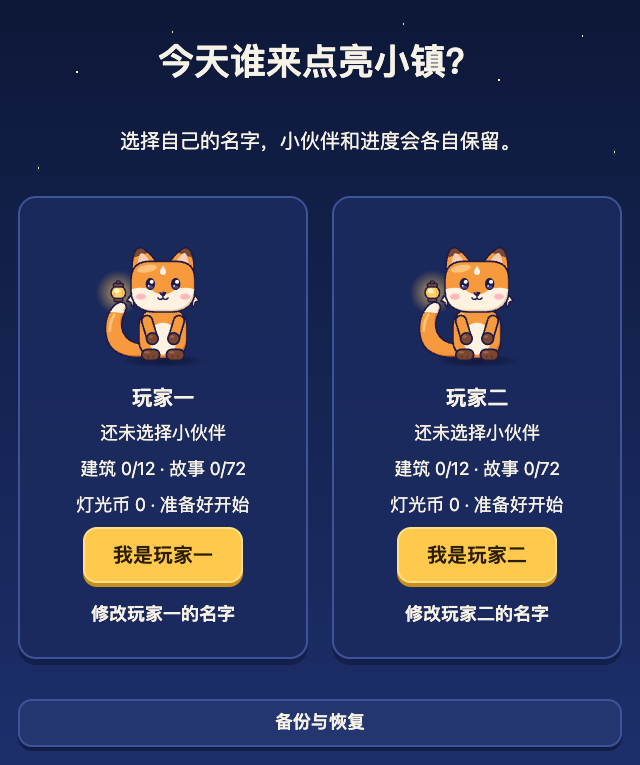 今天谁来点亮小镇？
选择自己的名字，小伙伴和进度会各自保留。
玩家一
还未选择小伙伴
建筑 0/12 · 故事 0/72
灯光币 0 · 准备好开始
我是玩家一
修改玩家一的名字
玩家二
还未选择小伙伴
建筑 0/12 · 故事 0/72
灯光币 0 · 准备好开始
我是玩家二
修改玩家二的名字
备份与恢复